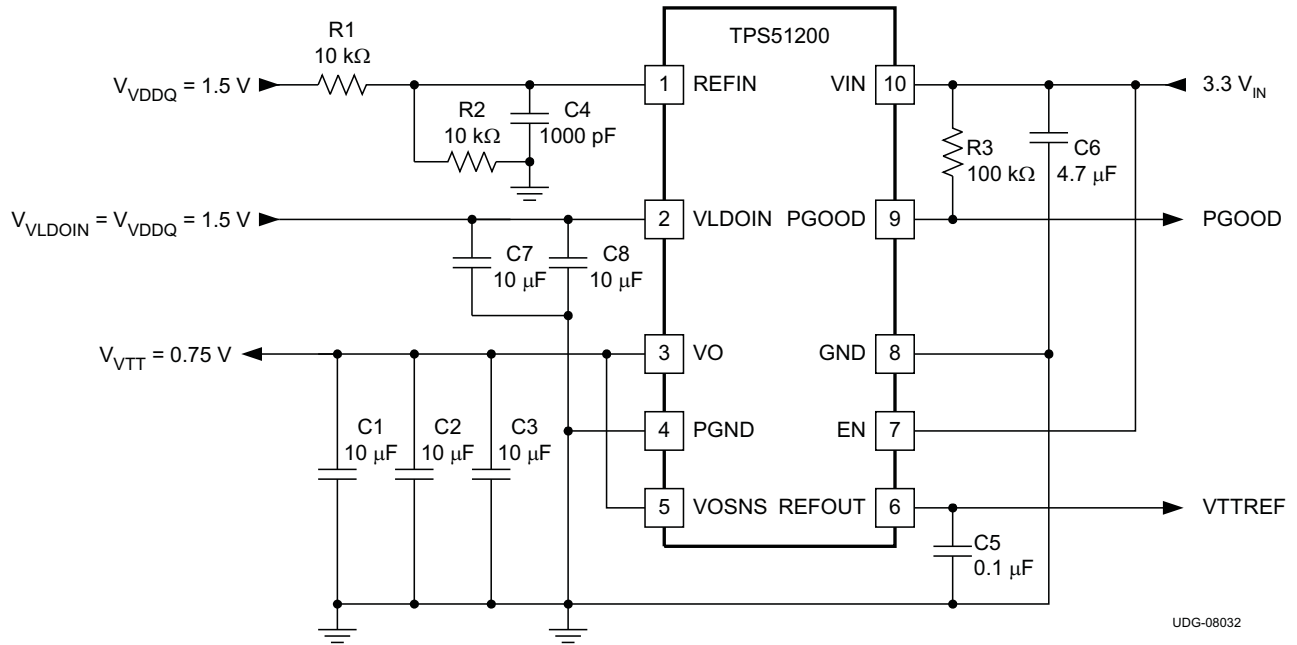 TPS51200
R1
10 kΩ
V_VDDQ = 1.5 V
1 REFIN
VIN 10
3.3 V_IN
R2
10 kΩ
C4
1000 pF
R3
100 kΩ
C6
4.7 μF
V_VLDOIN = V_VDDQ = 1.5 V
2 VLDOIN
PGOOD 9
PGOOD
C7
10 μF
C8
10 μF
V_VTT = 0.75 V
3 VO
GND 8
C1
10 μF
C2
10 μF
C3
10 μF
4 PGND
EN 7
5 VOSNS
REFOUT 6
VTTREF
C5
0.1 μF
UDG-08032